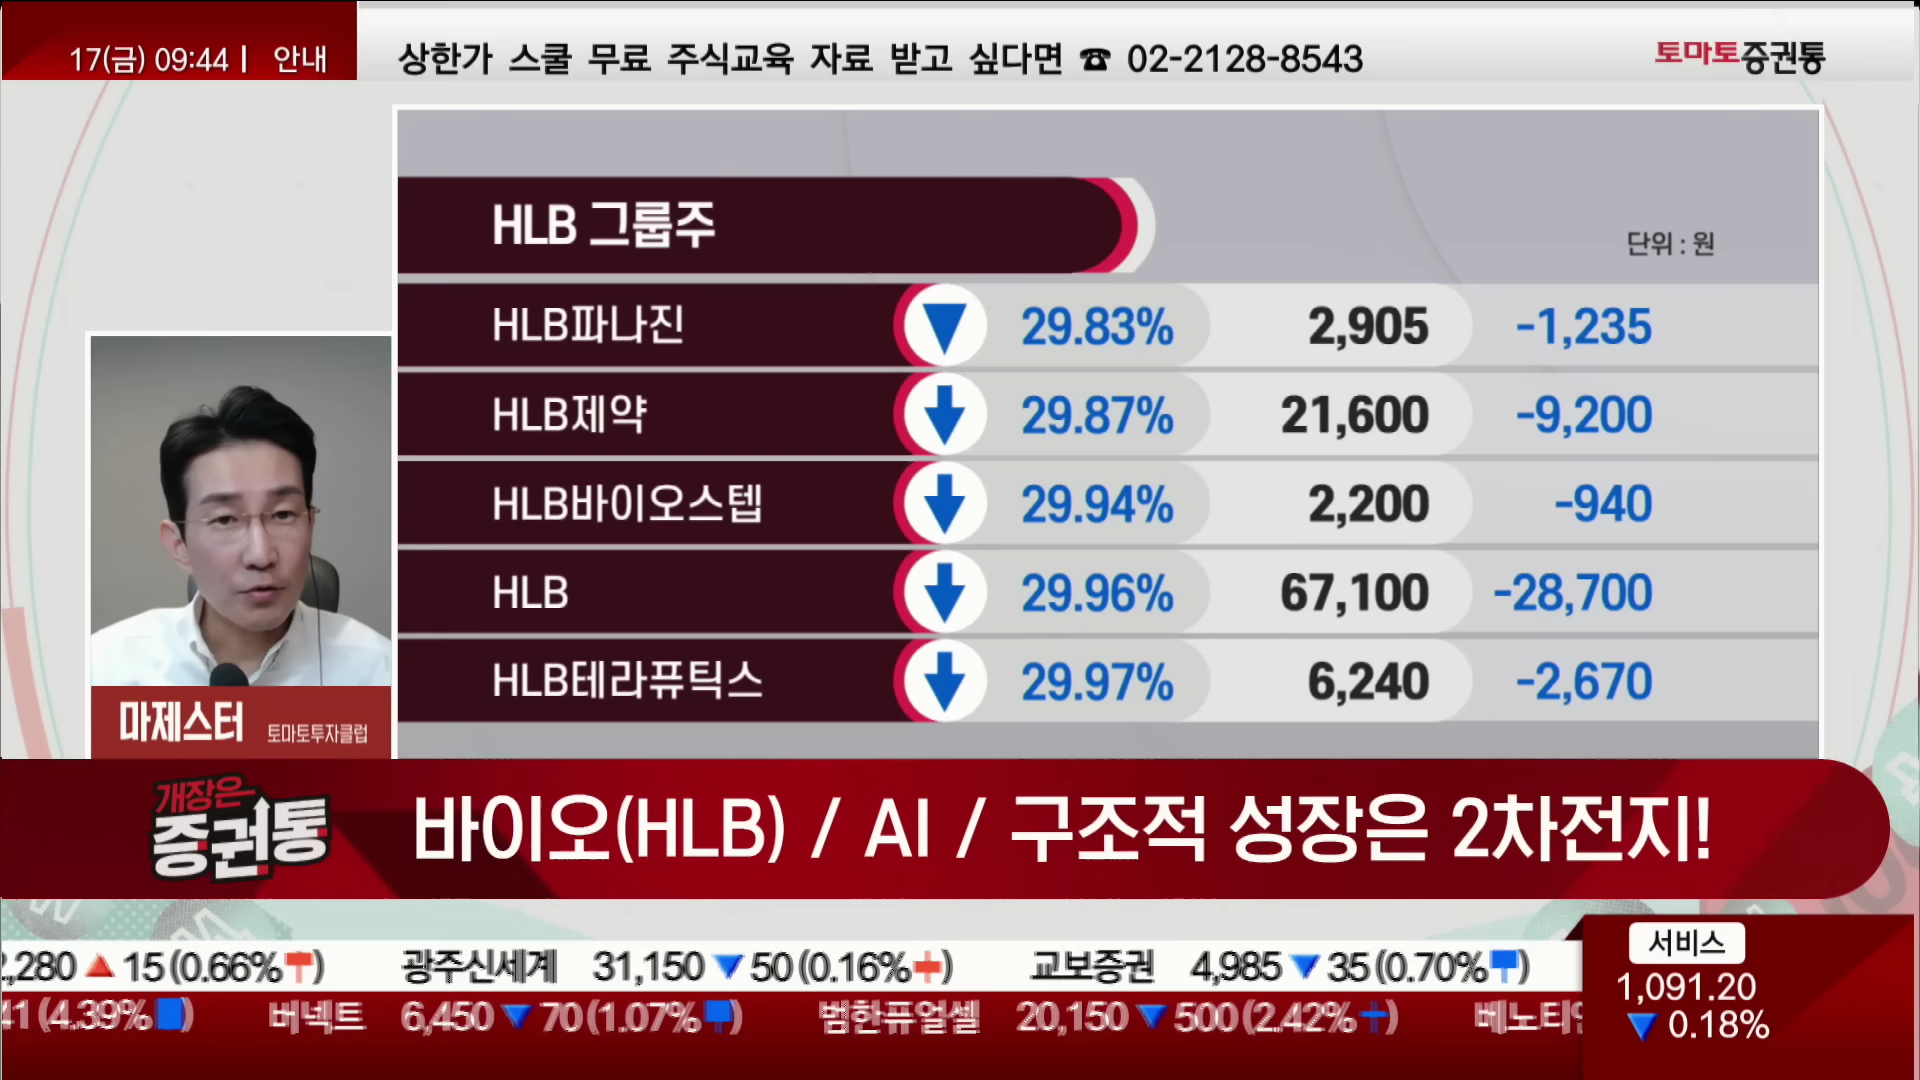 17(금) 09:44 | 안내
상한가 스쿨 무료 주식교육 자료 받고 싶다면 ☎ 02-2128-8543
토마토증권통
HLB 그룹주
단위 : 원
HLB파나진 ▼ 29.83% 2,905 -1,235
HLB제약 ↓ 29.87% 21,600 -9,200
HLB바이오스텝 ↓ 29.94% 2,200 -940
HLB ↓ 29.96% 67,100 -28,700
HLB테라퓨틱스 ↓ 29.97% 6,240 -2,670
마제스터 토마토투자클럽
개장은
증권통
바이오(HLB) / AI / 구조적 성장은 2차전지!
,280 ▲ 15 (0.66%) 광주신세계 31,150 ▼ 50 (0.16%) 교보증권 4,985 ▼ 35 (0.70%)
41 (4.39%) 버넥트 6,450 ▼ 70 (1.07%) 범한퓨얼셀 20,150 ▼ 500 (2.42%) 베노티
서비스
1,091.20
▼ 0.18%